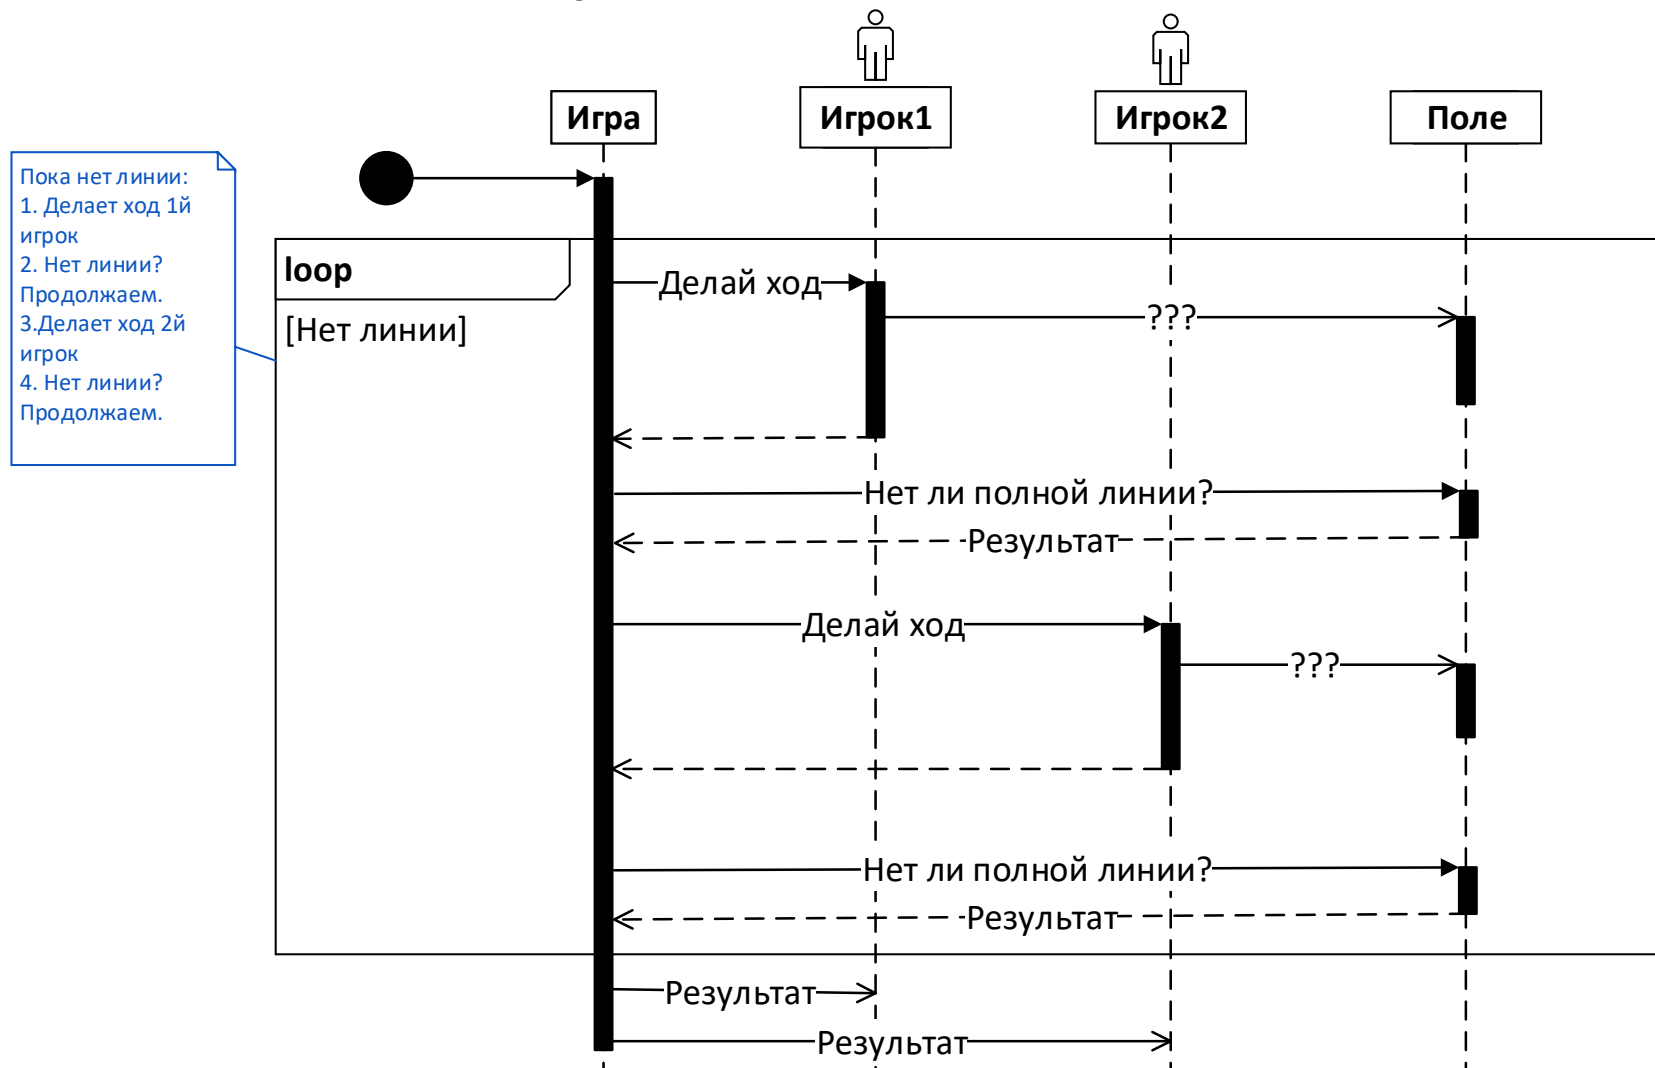 Игра
Игрок1
Игрок2
Поле
Пока нет линии:
1. Делает ход 1й
игрок
2. Нет линии?
Продолжаем.
3.Делает ход 2й
игрок
4. Нет линии?
Продолжаем.
loop
[Нет линии]
Делай ход
???
Нет ли полной линии?
Результат
Делай ход
???
Нет ли полной линии?
Результат
Результат
Результат